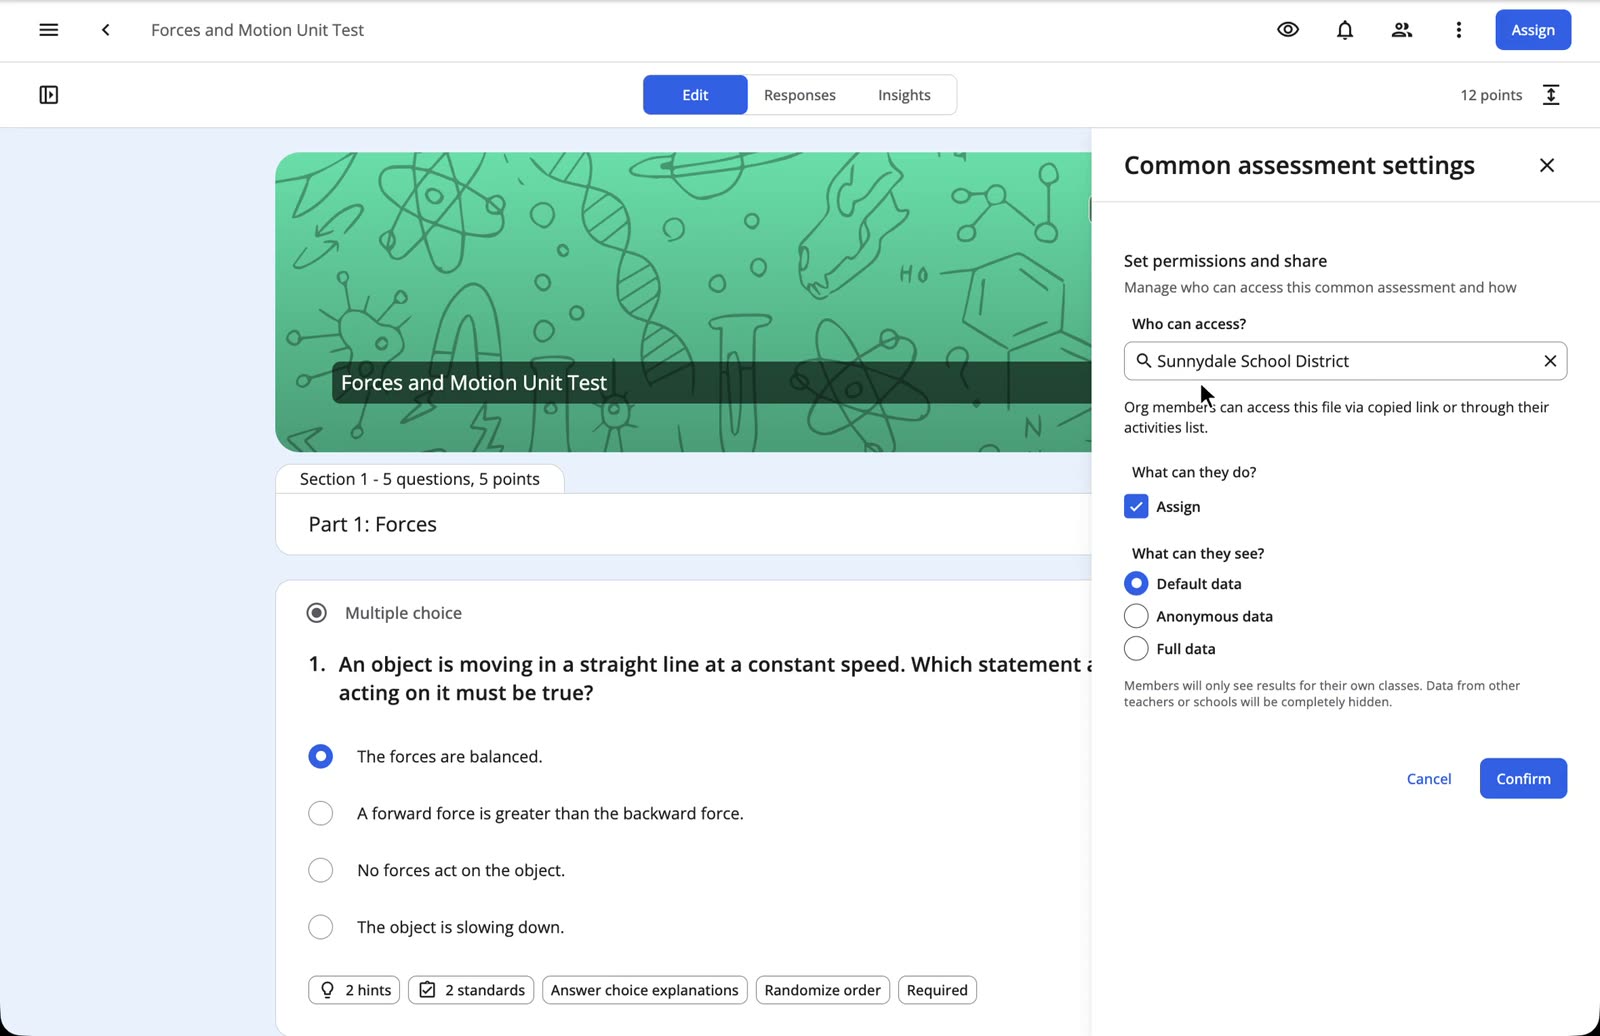 Forces and Motion Unit Test
Assign
Edit
Responses
Insights
12 points
HO
?
N
Forces and Motion Unit Test
Section 1 - 5 questions, 5 points
Part 1: Forces
Multiple choice
1. An object is moving in a straight line at a constant speed. Which statement
acting on it must be true?
The forces are balanced.
A forward force is greater than the backward force.
No forces act on the object.
The object is slowing down.
2 hints
2 standards
Answer choice explanations
Randomize order
Required
Common assessment settings
Set permissions and share
Manage who can access this common assessment and how
Who can access?
Sunnydale School District
Org members can access this file via copied link or through their
activities list.
What can they do?
Assign
What can they see?
Default data
Anonymous data
Full data
Members will only see results for their own classes. Data from other
teachers or schools will be completely hidden.
Cancel
Confirm